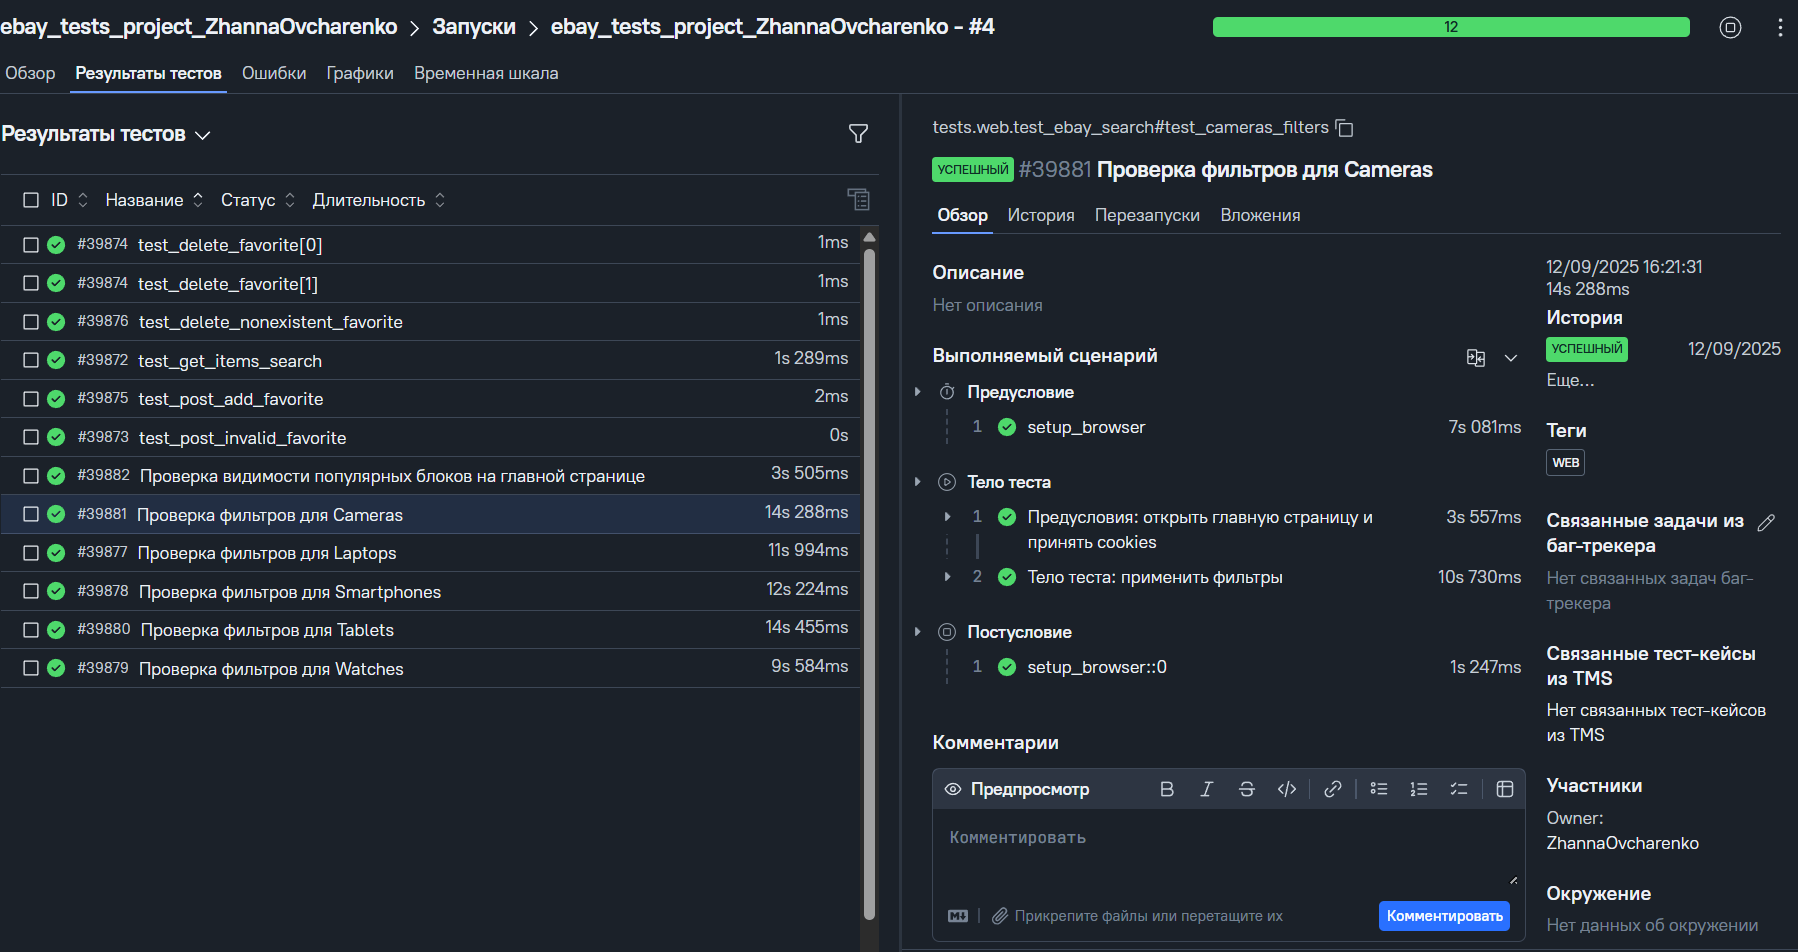 ebay_tests_project_ZhannaOvcharenko > Запуски > ebay_tests_project_ZhannaOvcharenko - #4
12
Обзор Результаты тестов Ошибки Графики Временная шкала
Результаты тестов
ID Название Статус Длительность
#39874 test_delete_favorite[0] 1ms
#39874 test_delete_favorite[1] 1ms
#39876 test_delete_nonexistent_favorite 1ms
#39872 test_get_items_search 1s 289ms
#39875 test_post_add_favorite 2ms
#39873 test_post_invalid_favorite 0s
#39882 Проверка видимости популярных блоков на главной странице 3s 505ms
#39881 Проверка фильтров для Cameras 14s 288ms
#39877 Проверка фильтров для Laptops 11s 994ms
#39878 Проверка фильтров для Smartphones 12s 224ms
#39880 Проверка фильтров для Tablets 14s 455ms
#39879 Проверка фильтров для Watches 9s 584ms
tests.web.test_ebay_search#test_cameras_filters
УСПЕШНЫЙ #39881 Проверка фильтров для Cameras
Обзор История Перезапуски Вложения
Описание
Нет описания
Выполняемый сценарий
Предусловие
1 setup_browser 7s 081ms
Тело теста
1 Предусловия: открыть главную страницу и 3s 557ms
принять cookies
2 Тело теста: применить фильтры 10s 730ms
Постусловие
1 setup_browser::0 1s 247ms
Комментарии
Предпросмотр
Комментировать
M Прикрепите файлы или перетащите их
Комментировать
12/09/2025 16:21:31
14s 288ms
История
УСПЕШНЫЙ 12/09/2025
Еще...
Теги
WEB
Связанные задачи из
баг-трекера
Нет связанных задач баг-
трекера
Связанные тест-кейсы
из TMS
Нет связанных тест-кейсов
из TMS
Участники
Owner:
ZhannaOvcharenko
Окружение
Нет данных об окружении